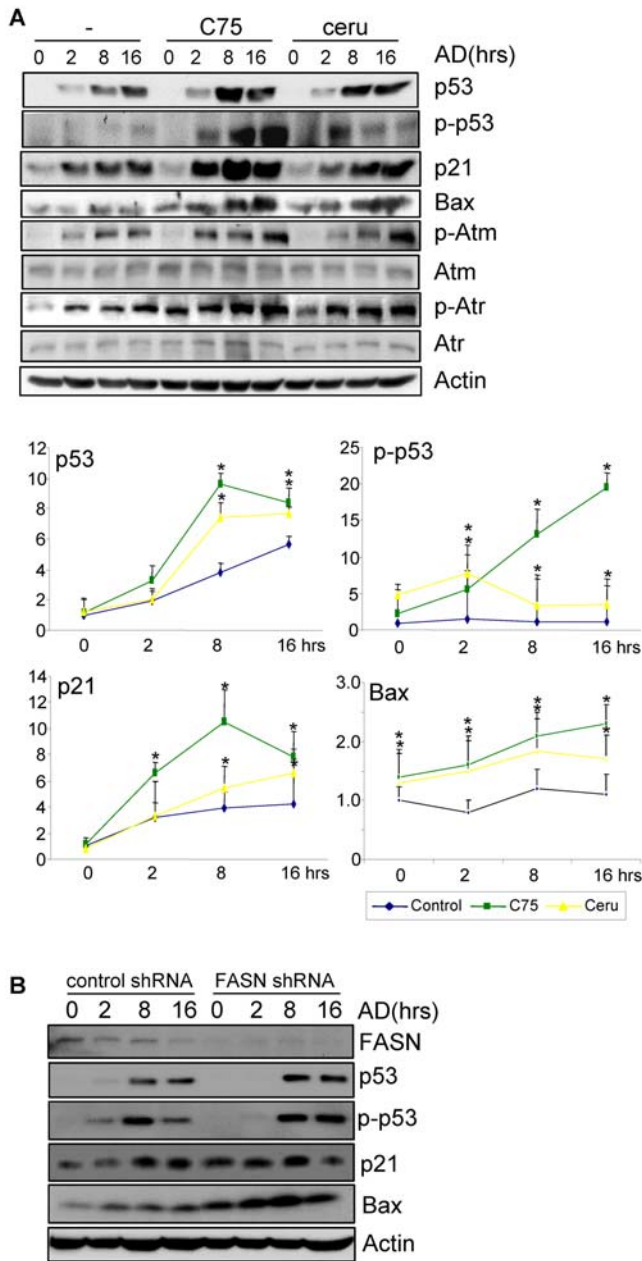 A
- C75 ceru
0 2 8 16 0 2 8 16 0 2 8 16 AD(hrs)
p53
p-p53
p21
Bax
p-Atm
Atm
p-Atr
Atr
Actin
p53
12
10
8
6
4
2
0
0 2 8 16 hrs
* * * *
p-p53
25
20
15
10
5
0
0 2 8 16 hrs
* * * * * *
p21
14
12
10
8
6
4
2
0
0 2 8 16 hrs
* * * * *
Bax
3.0
2.0
1.0
0
0 2 8 16 hrs
* * * * * * * *
Control C75 Ceru
B
control shRNA FASN shRNA
0 2 8 16 0 2 8 16 AD(hrs)
FASN
p53
p-p53
p21
Bax
Actin